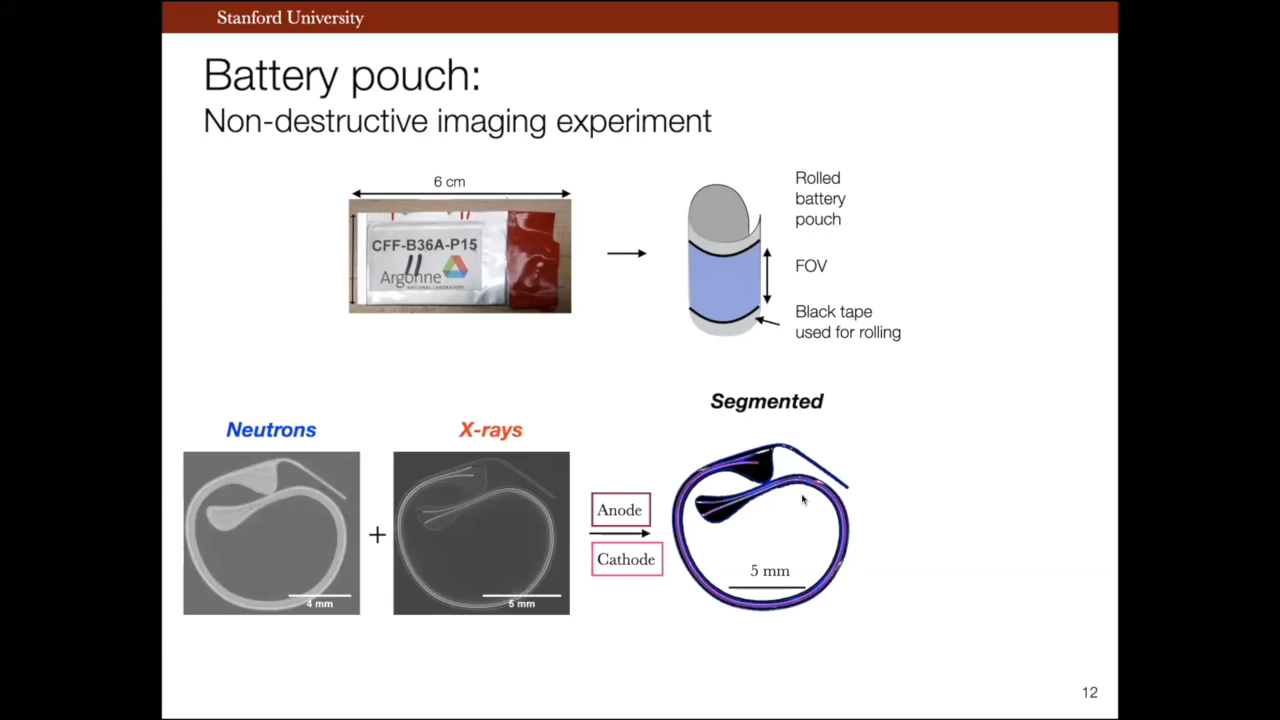 Stanford University
Battery pouch:
Non-destructive imaging experiment
6 cm
CFF-B36A-P15
Argonne
NATIONAL LABORATORY
Rolled
battery
pouch
FOV
Black tape
used for rolling
Segmented
Neutrons
X-rays
+
Anode
Cathode
4 mm
5 mm
5 mm
12